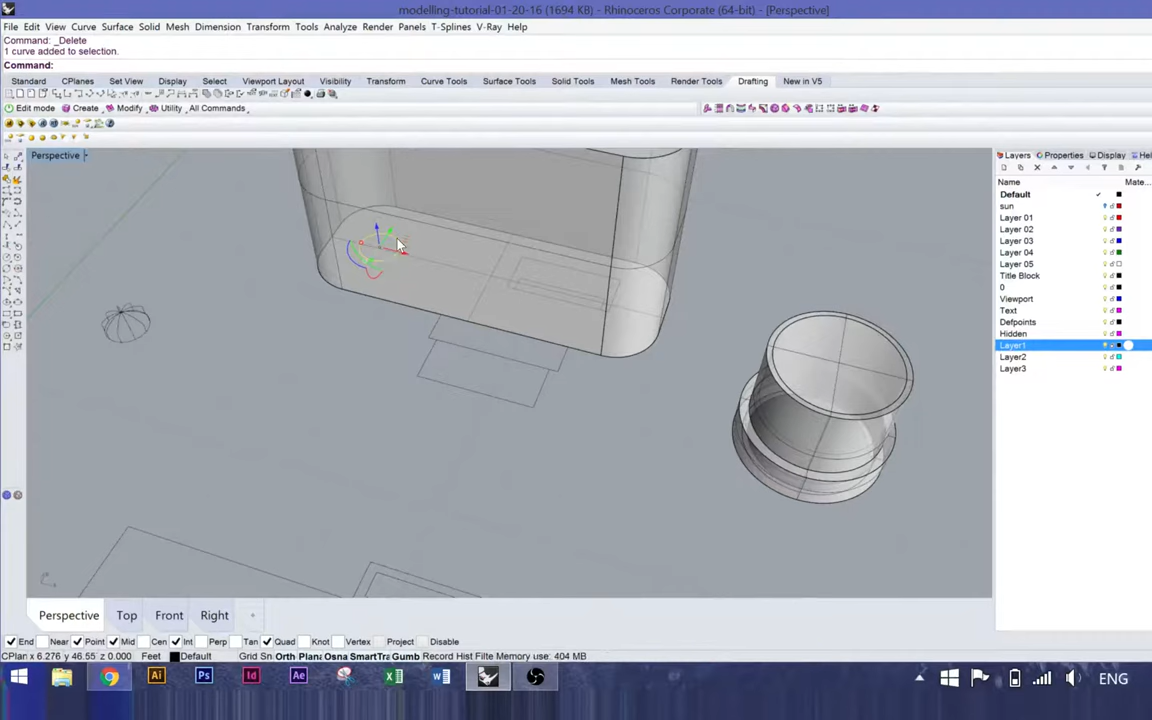 modelling-tutorial-01-20-16 (1694 KB) - Rhinoceros Corporate (64-bit) - [Perspective]
File Edit View Curve Surface Solid Mesh Dimension Transform Tools Analyze Render Panels T-Splines V-Ray Help
Command: _Delete
1 curve added to selection.
Command:
Standard CPlanes Set View Display Select Viewport Layout Visibility Transform Curve Tools Surface Tools Solid Tools Mesh Tools Render Tools Drafting New in V5
Edit mode Create Modify Utility All Commands
Perspective
Layers Properties Display Hel
Name Mate...
Default
sun
Layer 01
Layer 02
Layer 03
Layer 04
Layer 05
Title Block
0
Viewport
Text
Defpoints
Hidden
Layer1
Layer2
Layer3
Perspective Top Front Right
End Near Point Mid Cen Int Perp Tan Quad Knot Vertex Project Disable
CPlan x 6.276 y 46.55 z 0.000 Feet Default Grid Sn Orth Plana Osna SmartTra Gumb Record Hist Filte Memory use: 404 MB
Ai Ps Id Ae ENG